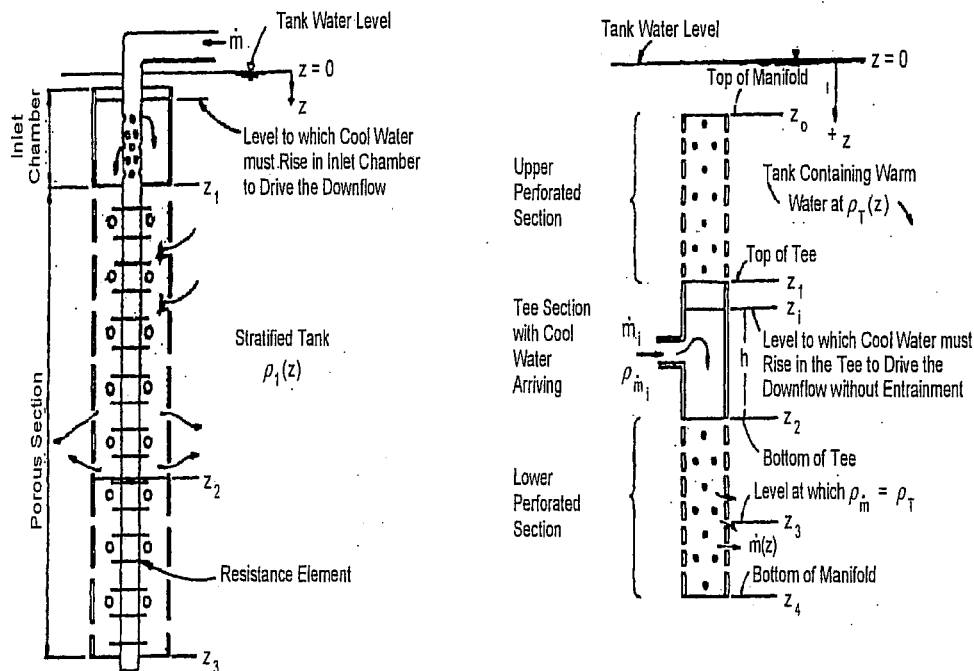 ṁ
Tank Water Level
z = 0
z
Inlet
Chamber
Level to which Cool Water
must Rise in Inlet Chamber
to Drive the Downflow
z₁
Porous Section
Stratified Tank
ρ₁(z)
z₂
Resistance Element
z₃
Tank Water Level
z = 0
Top of Manifold
z₀
+ z
Upper
Perforated
Section
Tank Containing Warm
Water at ρ_T(z)
Top of Tee
z₁
zᵢ
Tee Section
with Cool
Water
Arriving
ṁᵢ
ρ_ṁᵢ
h
Level to which Cool Water must
Rise in the Tee to Drive the
Downflow without Entrainment
z₂
Bottom of Tee
Lower
Perforated
Section
Level at which ρ_ṁ = ρ_T
z₃
ṁ(z)
Bottom of Manifold
z₄